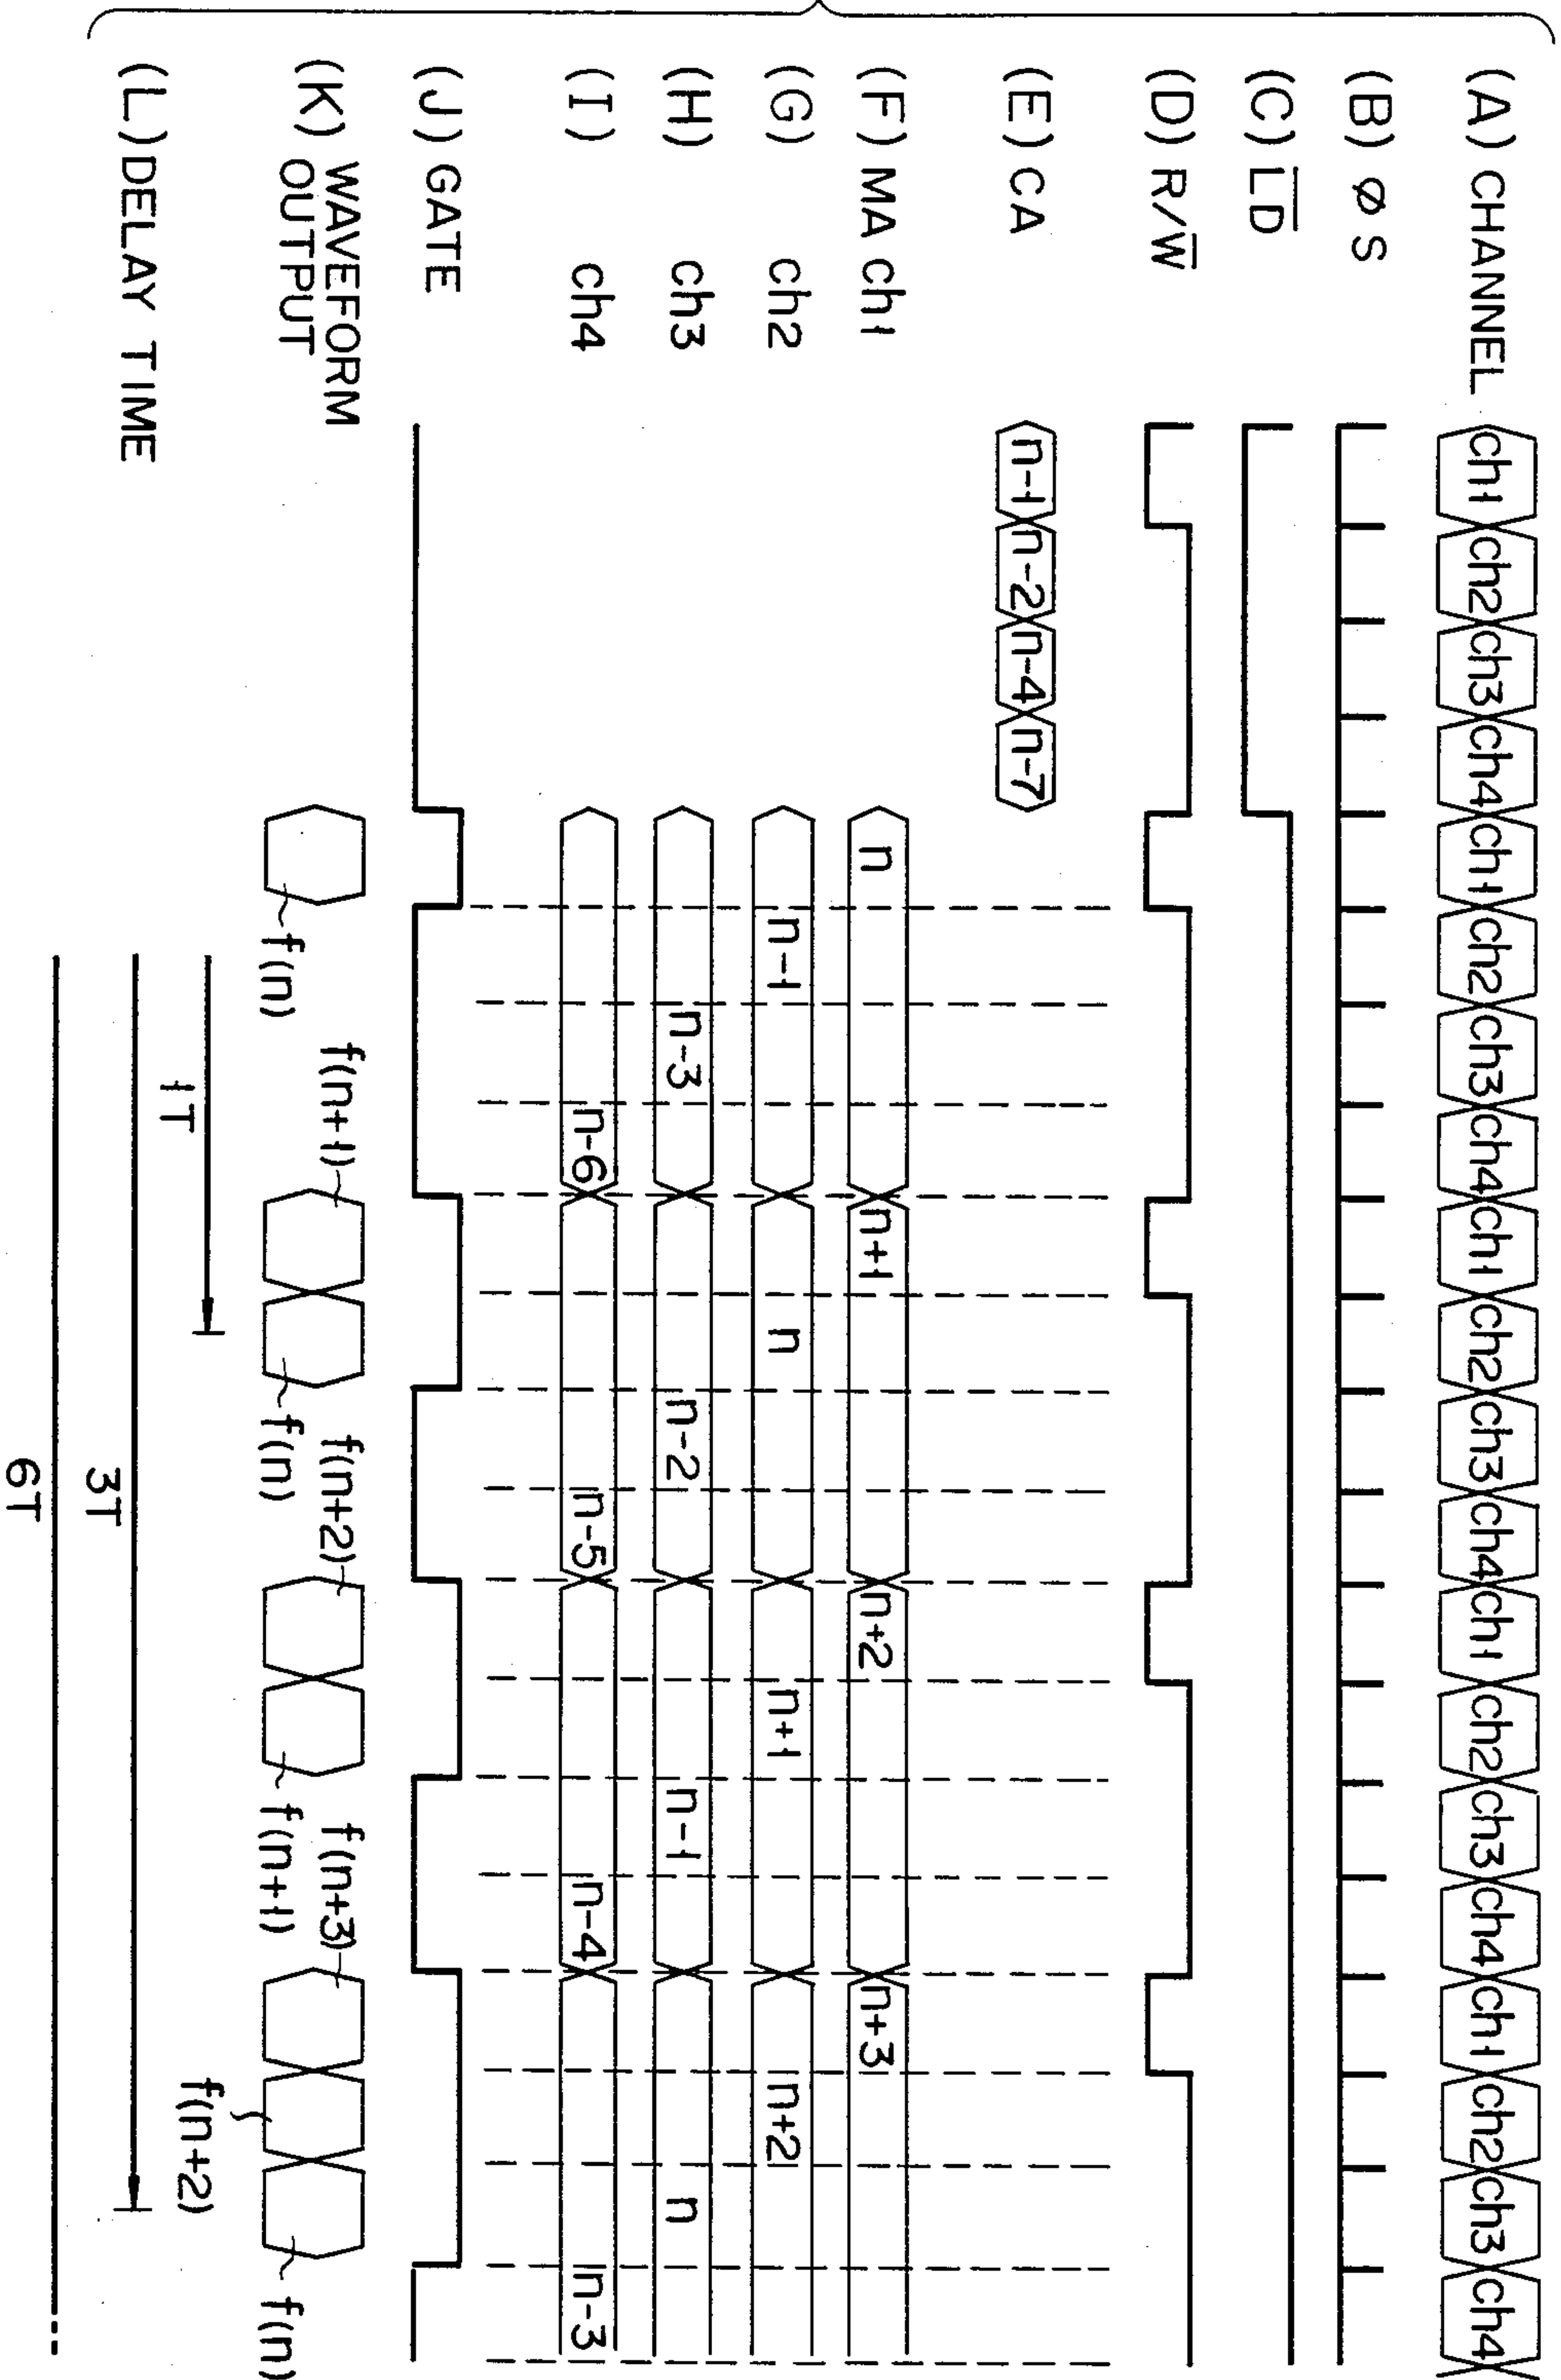 (A) CHANNEL ch1 ch2 ch3 ch4 ch1 ch2 ch3 ch4 ch1 ch2 ch3 ch4 ch1 ch2 ch3 ch4 ch1 ch2 ch3 ch4
(B) Ø S
(C) L̅D̅
(D) R/W̅
(E) CA n-1 n-2 n-4 n-7
(F) MA ch1 n n+1 n+2 n+3
(G) ch2 n-1 n n+1 n+2
(H) ch3 n-3 n-2 n-1 n
(I) ch4 n-6 n-5 n-4 n-3
(J) GATE
(K) WAVEFORM
OUTPUT
f(n+1) f(n+2) f(n+3)
f(n) f(n) f(n+1) f(n)
f(n+2)
(L) DELAY TIME
1T
3T
6T